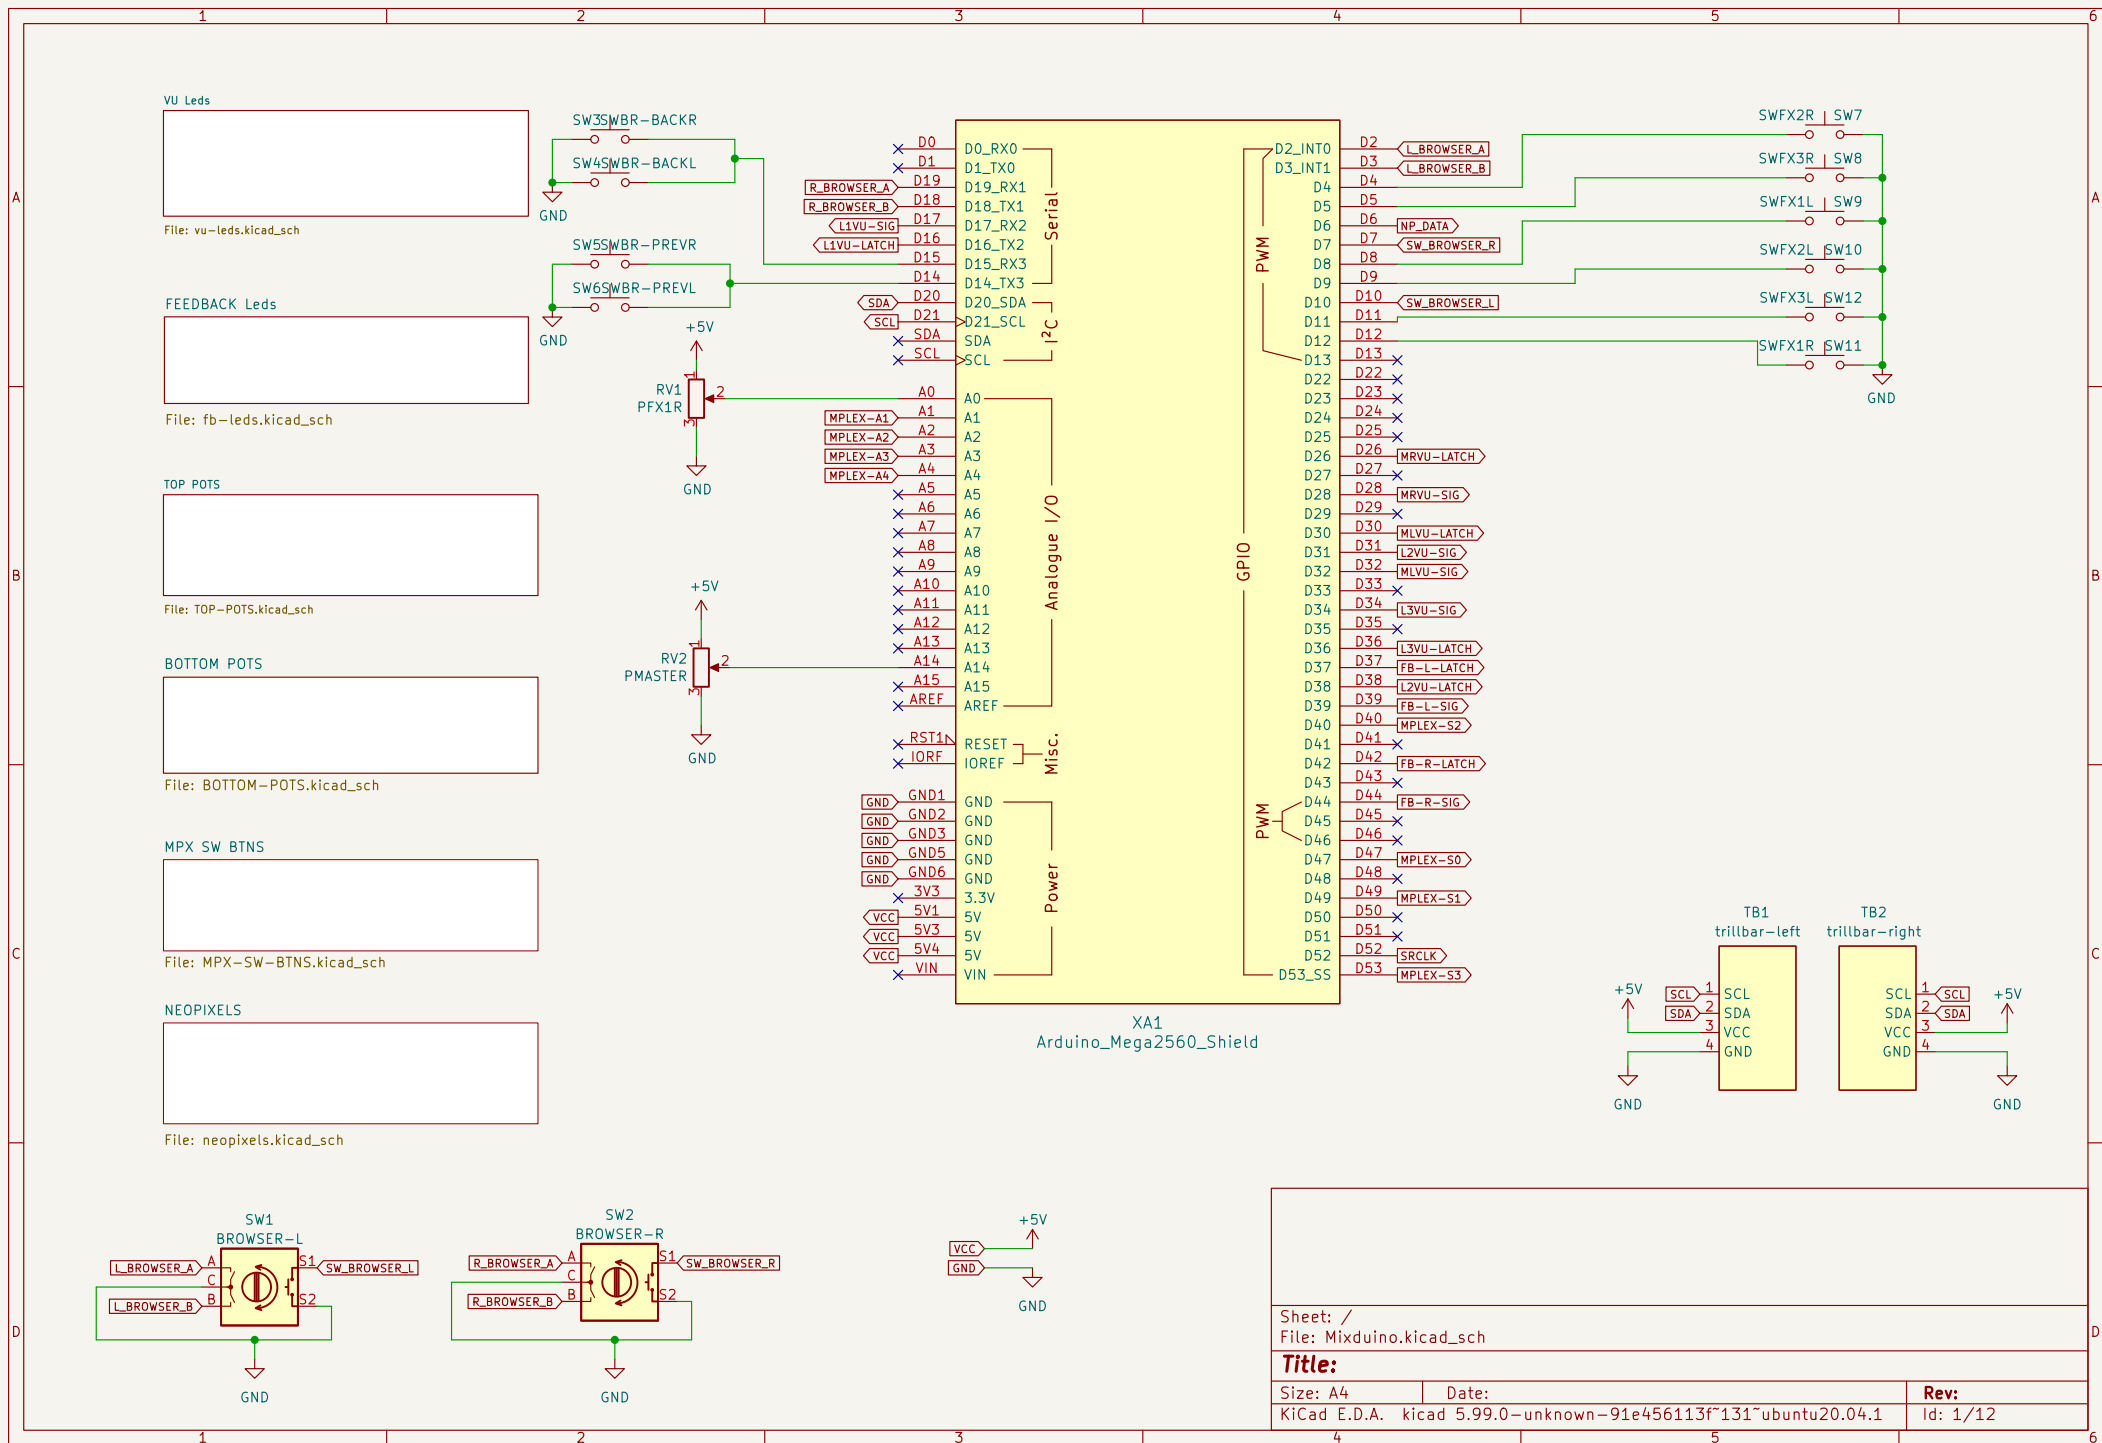 1 2 3 4 5 6
A
B
C
D
A
B
C
D
1 2 3 4 5 6
VU Leds
File: vu-leds.kicad_sch
FEEDBACK Leds
File: fb-leds.kicad_sch
TOP POTS
File: TOP-POTS.kicad_sch
BOTTOM POTS
File: BOTTOM-POTS.kicad_sch
MPX SW BTNS
File: MPX-SW-BTNS.kicad_sch
NEOPIXELS
File: neopixels.kicad_sch
SW3 SWBR-BACKR
SW4 SWBR-BACKL
GND
SW5 SWBR-PREVR
SW6 SWBR-PREVL
GND
+5V
RV1
PFX1R
1
2
3
GND
+5V
RV2
PMASTER
1
2
3
GND
D0 D0_RX0
D1 D1_TX0
R_BROWSER_A D19 D19_RX1
R_BROWSER_B D18 D18_TX1
L1VU-SIG D17 D17_RX2
L1VU-LATCH D16 D16_TX2
D15 D15_RX3
D14 D14_TX3
Serial
SDA D20 D20_SDA
SCL D21 D21_SCL
SDA SDA
SCL SCL
I²C
A0 A0
MPLEX-A1 A1 A1
MPLEX-A2 A2 A2
MPLEX-A3 A3 A3
MPLEX-A4 A4 A4
A5 A5
A6 A6
A7 A7
A8 A8
A9 A9
A10 A10
A11 A11
A12 A12
A13 A13
A14 A14
A15 A15
AREF AREF
Analogue I/O
RST1 RESET
IORF IOREF
Misc.
GND GND1 GND
GND GND2 GND
GND GND3 GND
GND GND5 GND
GND GND6 GND
3V3 3.3V
VCC 5V1 5V
VCC 5V3 5V
VCC 5V4 5V
VIN VIN
Power
D2_INT0 D2 L_BROWSER_A
D3_INT1 D3 L_BROWSER_B
D4 D4
D5 D5
D6 D6 NP_DATA
D7 D7 SW_BROWSER_R
D8 D8
D9 D9
D10 D10 SW_BROWSER_L
D11 D11
D12 D12
D13 D13
PWM
D22 D22
D23 D23
D24 D24
D25 D25
D26 D26 MRVU-LATCH
D27 D27
D28 D28 MRVU-SIG
D29 D29
D30 D30 MLVU-LATCH
D31 D31 L2VU-SIG
D32 D32 MLVU-SIG
D33 D33
D34 D34 L3VU-SIG
D35 D35
D36 D36 L3VU-LATCH
D37 D37 FB-L-LATCH
D38 D38 L2VU-LATCH
D39 D39 FB-L-SIG
D40 D40 MPLEX-S2
D41 D41
D42 D42 FB-R-LATCH
D43 D43
D44 D44 FB-R-SIG
D45 D45
D46 D46
D47 D47 MPLEX-S0
D48 D48
D49 D49 MPLEX-S1
D50 D50
D51 D51
D52 D52 SRCLK
D53_SS D53 MPLEX-S3
GPIO
PWM
XA1
Arduino_Mega2560_Shield
SWFX2R SW7
SWFX3R SW8
SWFX1L SW9
SWFX2L SW10
SWFX3L SW12
SWFX1R SW11
GND
TB1
trillbar-left
SCL 1 SCL
SDA 2 SDA
3 VCC
4 GND
+5V
GND
TB2
trillbar-right
SCL 1 SCL
SDA 2 SDA
VCC 3
GND 4
+5V
GND
SW1
BROWSER-L
L_BROWSER_A A S1 SW_BROWSER_L
C
L_BROWSER_B B S2
GND
SW2
BROWSER-R
R_BROWSER_A A S1 SW_BROWSER_R
C
R_BROWSER_B B S2
GND
+5V
VCC
GND
GND
Sheet: /
File: Mixduino.kicad_sch
Title:
Size: A4 Date: Rev:
KiCad E.D.A. kicad 5.99.0-unknown-91e456113f~131~ubuntu20.04.1 Id: 1/12